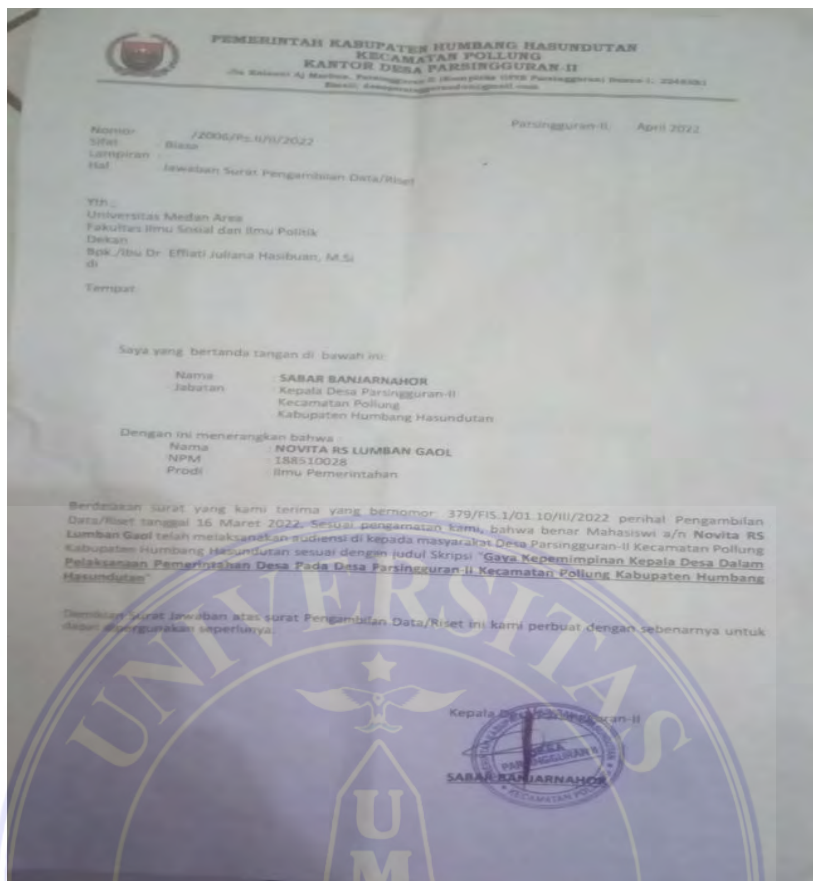 PEMERINTAH KABUPATEN HUMBANG HASUNDUTAN
KECAMATAN POLLUNG
KANTOR DESA PARSINGGURAN-II
Parsingguran-II, April 2022
Nomor : /2008/Ps.II/II/2022
Sifat : Biasa
Lampiran :
Hal : Jawaban Surat Pengambilan Data/Riset
Yth.,
Universitas Medan Area
Fakultas Ilmu Sosial dan Ilmu Politik
Dekan
Bpk./Ibu Dr. Effiati Juliana Hasibuan, M.Si
di
Tempat
Saya yang bertanda tangan di bawah ini:
Nama : SABAR BANJARNAHOR
Jabatan : Kepala Desa Parsingguran-II
Kecamatan Pollung
Kabupaten Humbang Hasundutan
Dengan ini menerangkan bahwa :
Nama : NOVITA RS LUMBAN GAOL
NPM : 188510028
Prodi : Ilmu Pemerintahan
Berdasakan surat yang kami terima yang bernomor: 379/FIS.1/01.10/III/2022 perihal Pengambilan
Data/Riset tanggal 16 Maret 2022. Sesuai pengamatan kami, bahwa benar Mahasiswi a/n Novita RS
Lumban Gaol telah melaksanakan audiensi di kepada masyarakat Desa Parsingguran-II Kecamatan Pollung
Kabupaten Humbang Hasundutan sesuai dengan judul Skripsi "Gaya Kepemimpinan Kepala Desa Dalam
Pelaksanaan Pemerintahan Desa Pada Desa Parsingguran-II Kecamatan Pollung Kabupaten Humbang
Hasundutan"
Demikian surat jawaban atas surat Pengambilan Data/Riset ini kami perbuat dengan sebenarnya untuk
dapat dipergunakan seperlunya.
Kepala Desa Parsingguran-II
DESA
PARSINGGURAN II
SABAR BANJARNAHOR
KECAMATAN POLLUNG
UNIVERSITAS
UM